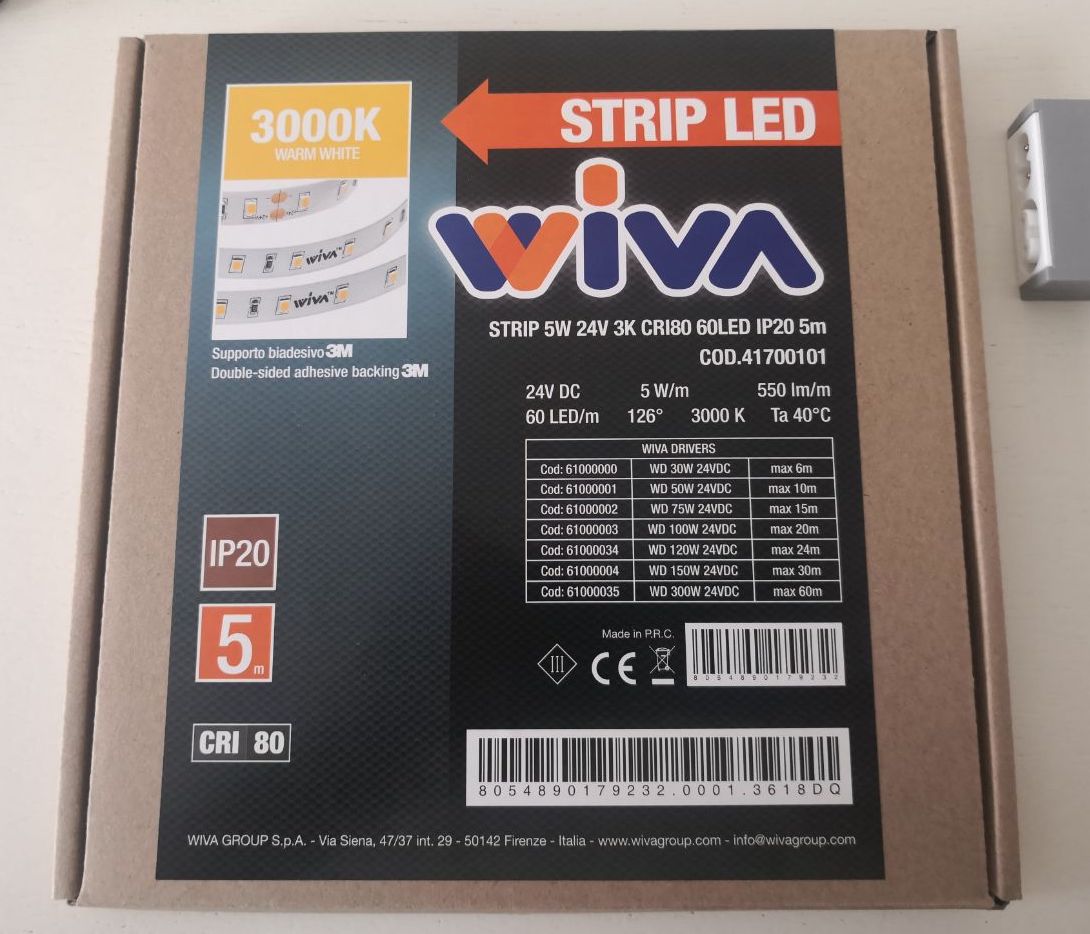 3000K
WARM WHITE
STRIP LED
wiva
wiva™
wiva™
STRIP 5W 24V 3K CRI80 60LED IP20 5m
COD.41700101
Supporto biadesivo 3M
Double-sided adhesive backing 3M
24V DC 5 W/m 550 lm/m
60 LED/m 126° 3000 K Ta 40°C
WIVA DRIVERS
Cod: 61000000 WD 30W 24VDC max 6m
Cod: 61000001 WD 50W 24VDC max 10m
Cod: 61000002 WD 75W 24VDC max 15m
Cod: 61000003 WD 100W 24VDC max 20m
Cod: 61000034 WD 120W 24VDC max 24m
Cod: 61000004 WD 150W 24VDC max 30m
Cod: 61000035 WD 300W 24VDC max 60m
IP20
5m
Made in P.R.C.
III
CE
8054890179232
CRI 80
8054890179232.0001.3618DQ
WIVA GROUP S.p.A. - Via Siena, 47/37 int. 29 - 50142 Firenze - Italia - www.wivagroup.com - info@wivagroup.com